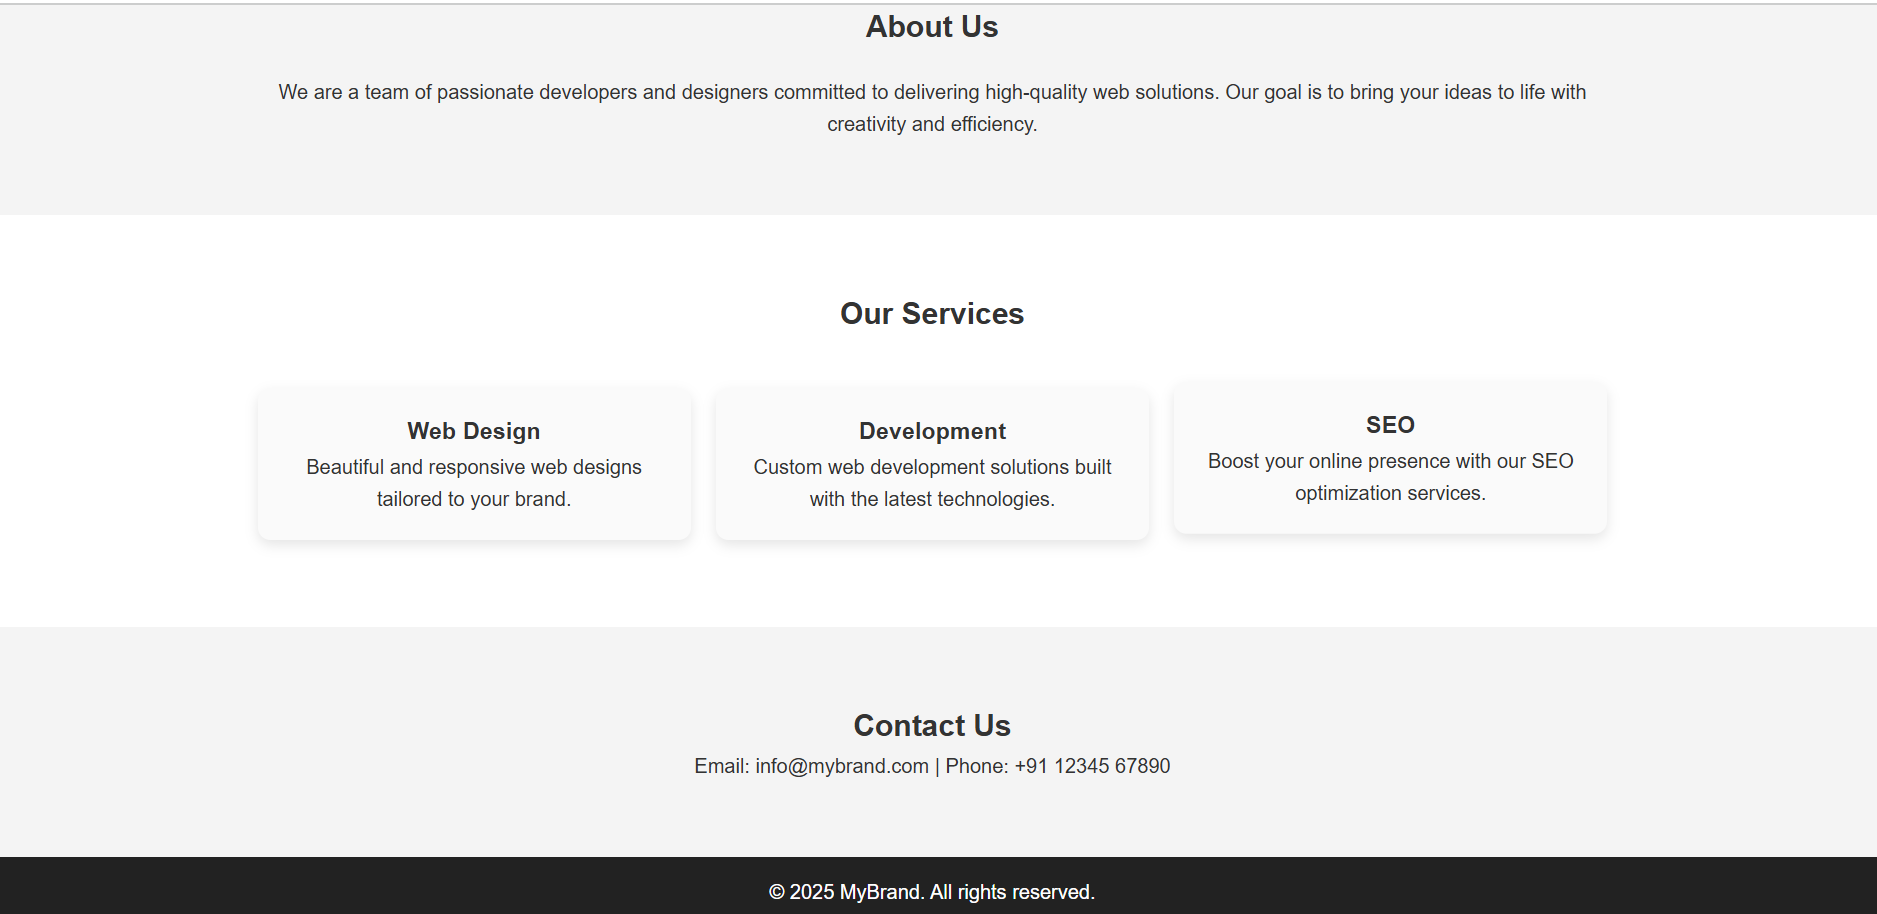 About Us
We are a team of passionate developers and designers committed to delivering high-quality web solutions. Our goal is to bring your ideas to life with
creativity and efficiency.
Our Services
Web Design
Beautiful and responsive web designs
tailored to your brand.
Development
Custom web development solutions built
with the latest technologies.
SEO
Boost your online presence with our SEO
optimization services.
Contact Us
Email: info@mybrand.com | Phone: +91 12345 67890
© 2025 MyBrand. All rights reserved.